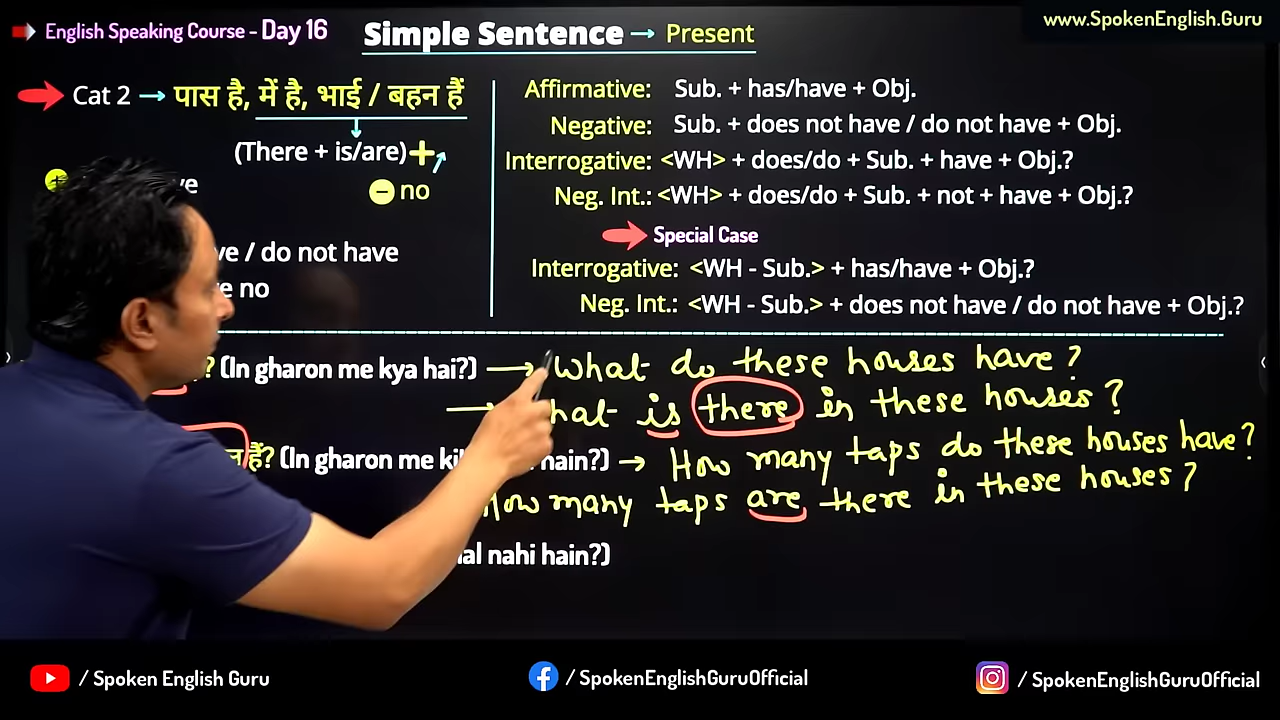 English Speaking Course - Day 16
Simple Sentence → Present
www.SpokenEnglish.Guru
Cat 2 → पास है, में है, भाई / बहन हैं
(There + is/are) +
- no
/ do not have
no
Affirmative: Sub. + has/have + Obj.
Negative: Sub. + does not have / do not have + Obj.
Interrogative: <WH> + does/do + Sub. + have + Obj.?
Neg. Int.: <WH> + does/do + Sub. + not + have + Obj.?
Special Case
Interrogative: <WH - Sub.> + has/have + Obj.?
Neg. Int.: <WH - Sub.> + does not have / do not have + Obj.?
? (In gharon me kya hai?) → What do these houses have?
→ is there in these houses?
हैं? (In gharon me hain?) → How many taps do these houses have?
How many taps are there in these houses?
nahi hain?)
/ Spoken English Guru
/ SpokenEnglishGuruOfficial
/ SpokenEnglishGuruOfficial